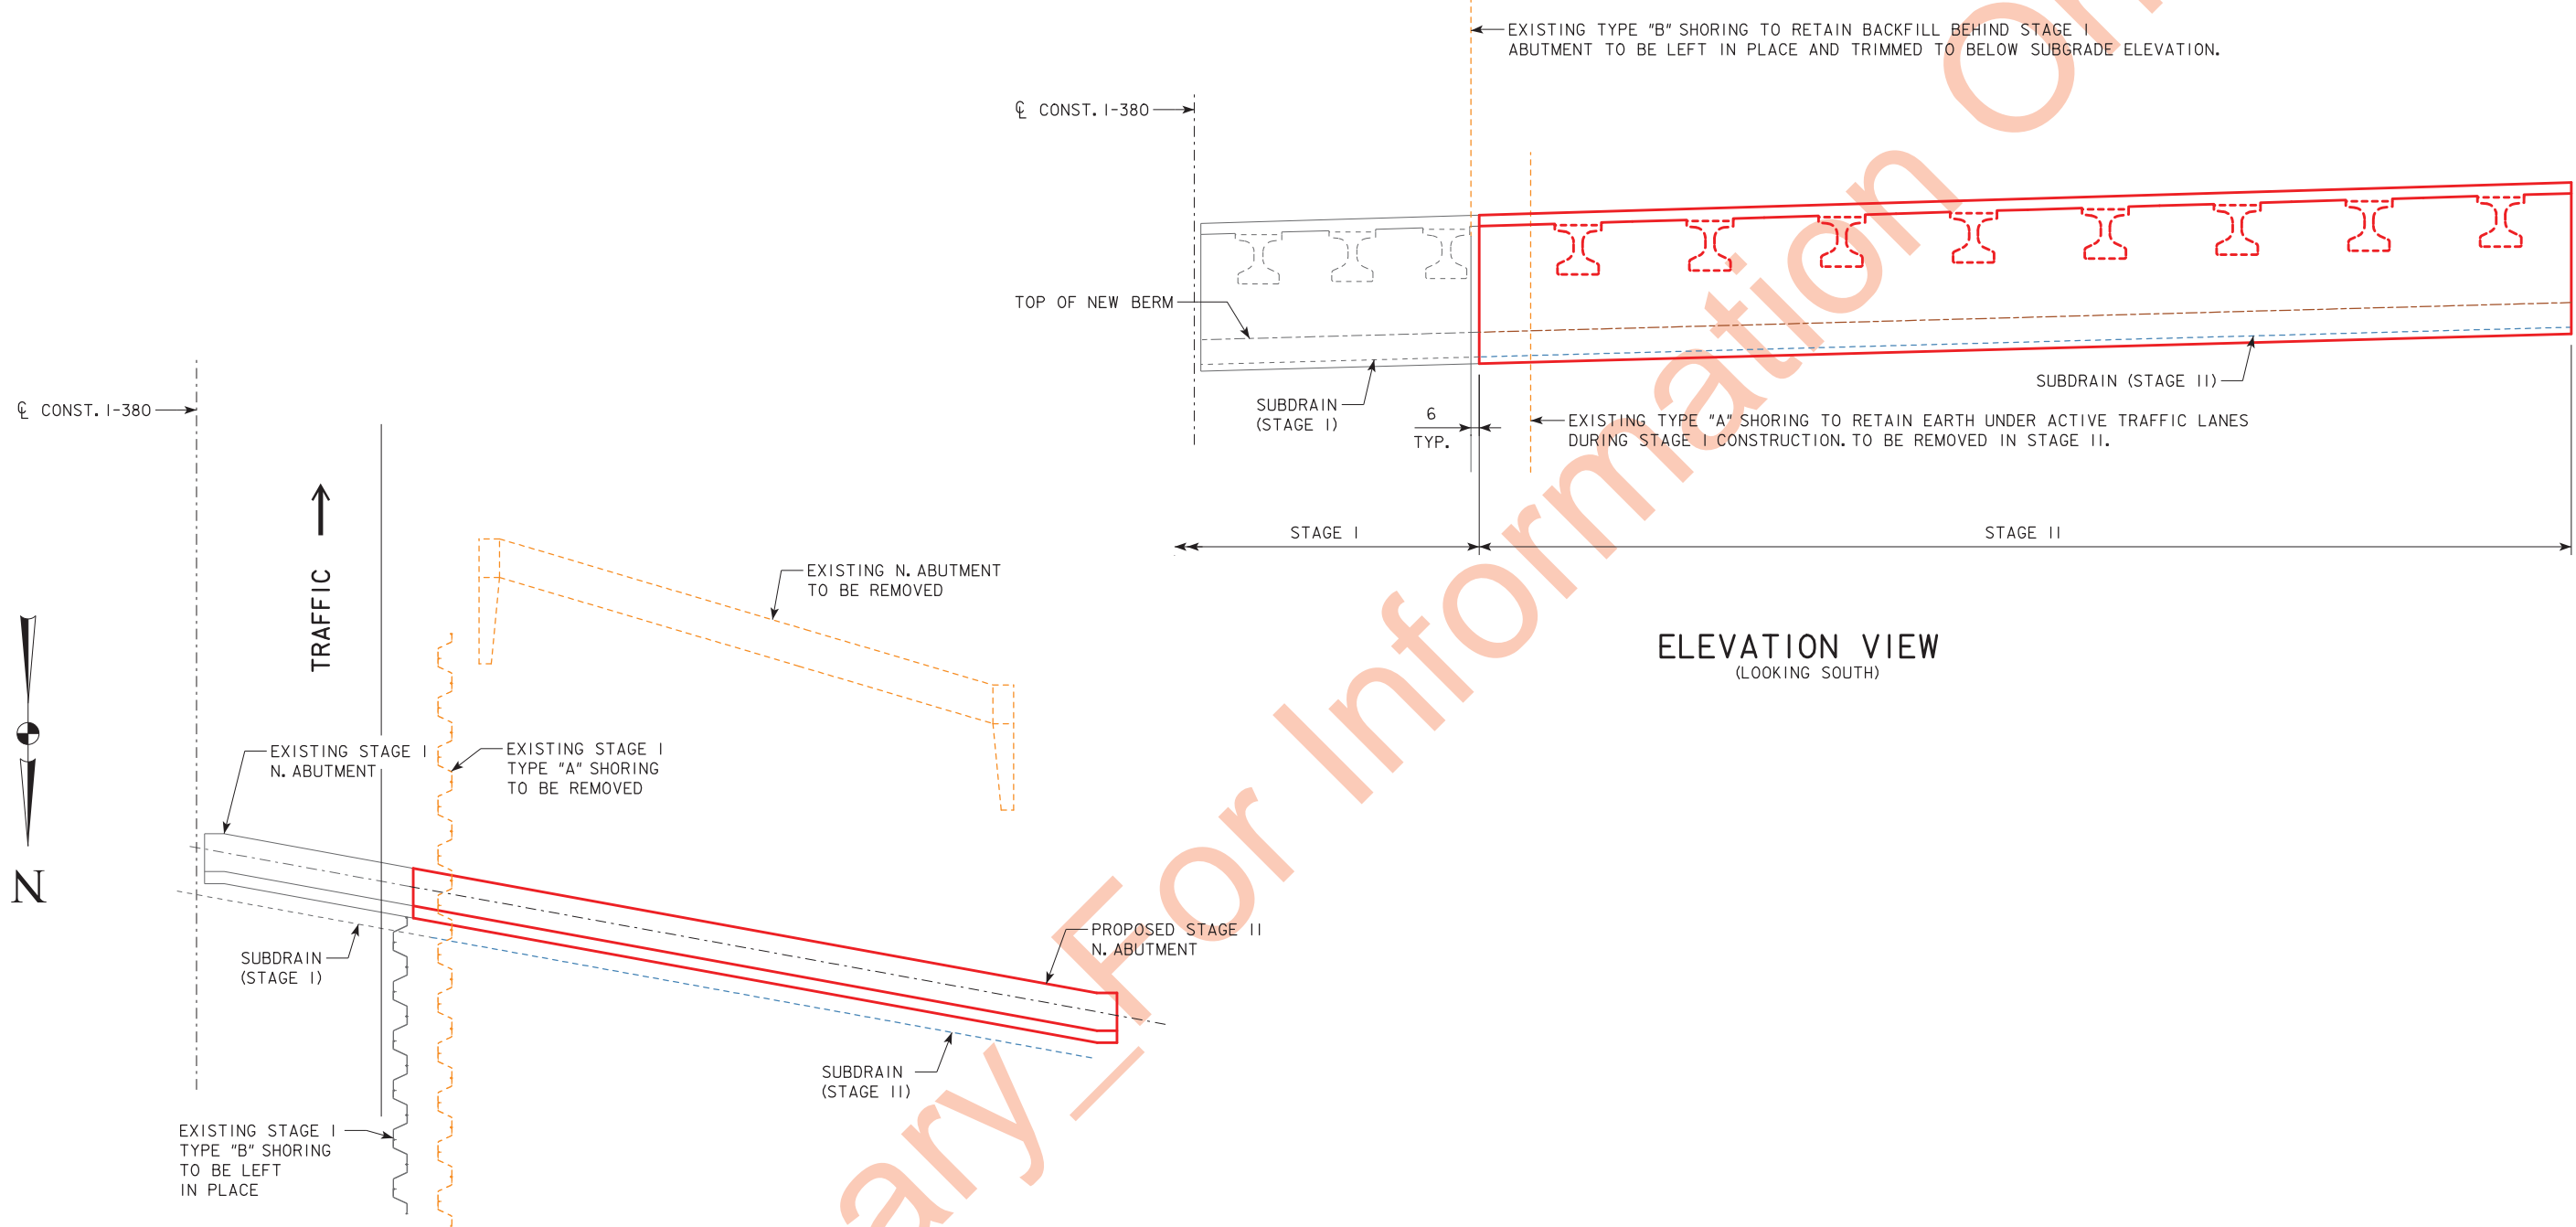 EXISTING TYPE "B" SHORING TO RETAIN BACKFILL BEHIND STAGE I
ABUTMENT TO BE LEFT IN PLACE AND TRIMMED TO BELOW SUBGRADE ELEVATION.
℄ CONST. I-380
TOP OF NEW BERM
SUBDRAIN
(STAGE I)
6
TYP.
SUBDRAIN (STAGE II)
EXISTING TYPE "A" SHORING TO RETAIN EARTH UNDER ACTIVE TRAFFIC LANES
DURING STAGE I CONSTRUCTION. TO BE REMOVED IN STAGE II.
STAGE I
STAGE II
ELEVATION VIEW
(LOOKING SOUTH)
℄ CONST. I-380
TRAFFIC
EXISTING N. ABUTMENT
TO BE REMOVED
EXISTING STAGE I
N. ABUTMENT
EXISTING STAGE I
TYPE "A" SHORING
TO BE REMOVED
N
SUBDRAIN
(STAGE I)
PROPOSED STAGE II
N. ABUTMENT
SUBDRAIN
(STAGE II)
EXISTING STAGE I
TYPE "B" SHORING
TO BE LEFT
IN PLACE
ary_For Information On